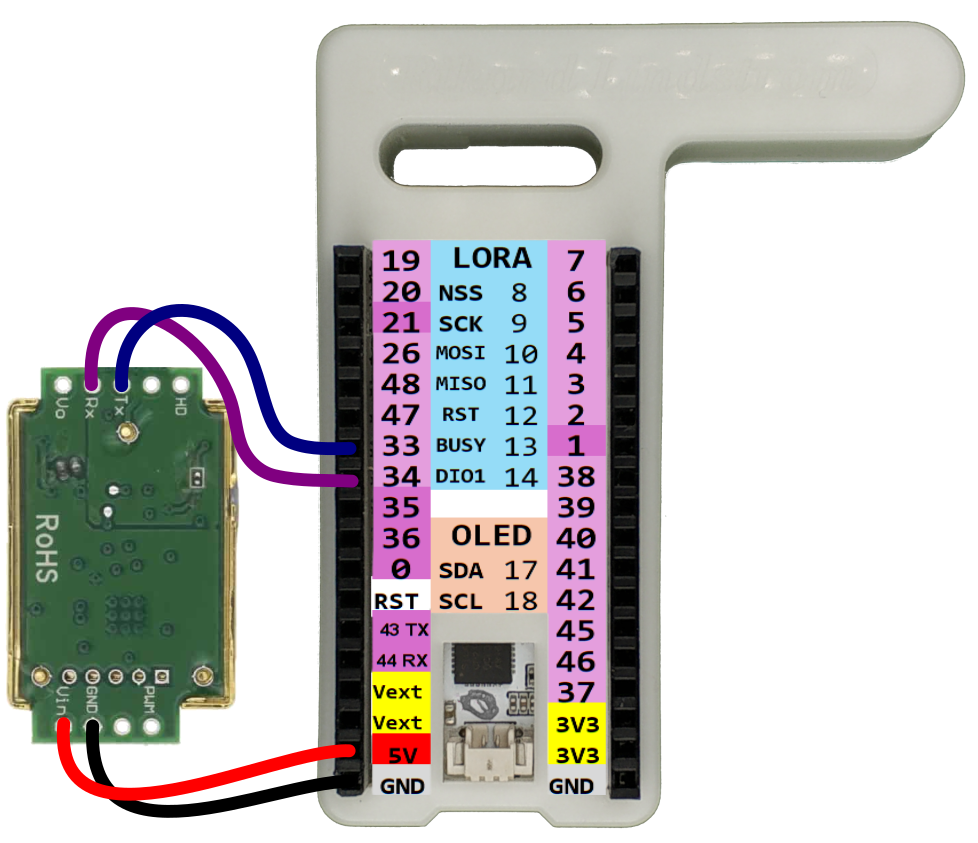 LORA
19 7
20 NSS 8 6
21 SCK 9 5
26 MOSI 10 4
48 MISO 11 3
47 RST 12 2
33 BUSY 13 1
34 DIO1 14 38
35 39
36 OLED 40
0 SDA 17 41
RST SCL 18 42
43 TX 45
44 RX 46
Vext 37
Vext 3V3
5V 3V3
GND GND
Vo
Rx
Tx
HD
RoHS
Vin
GND
PWM